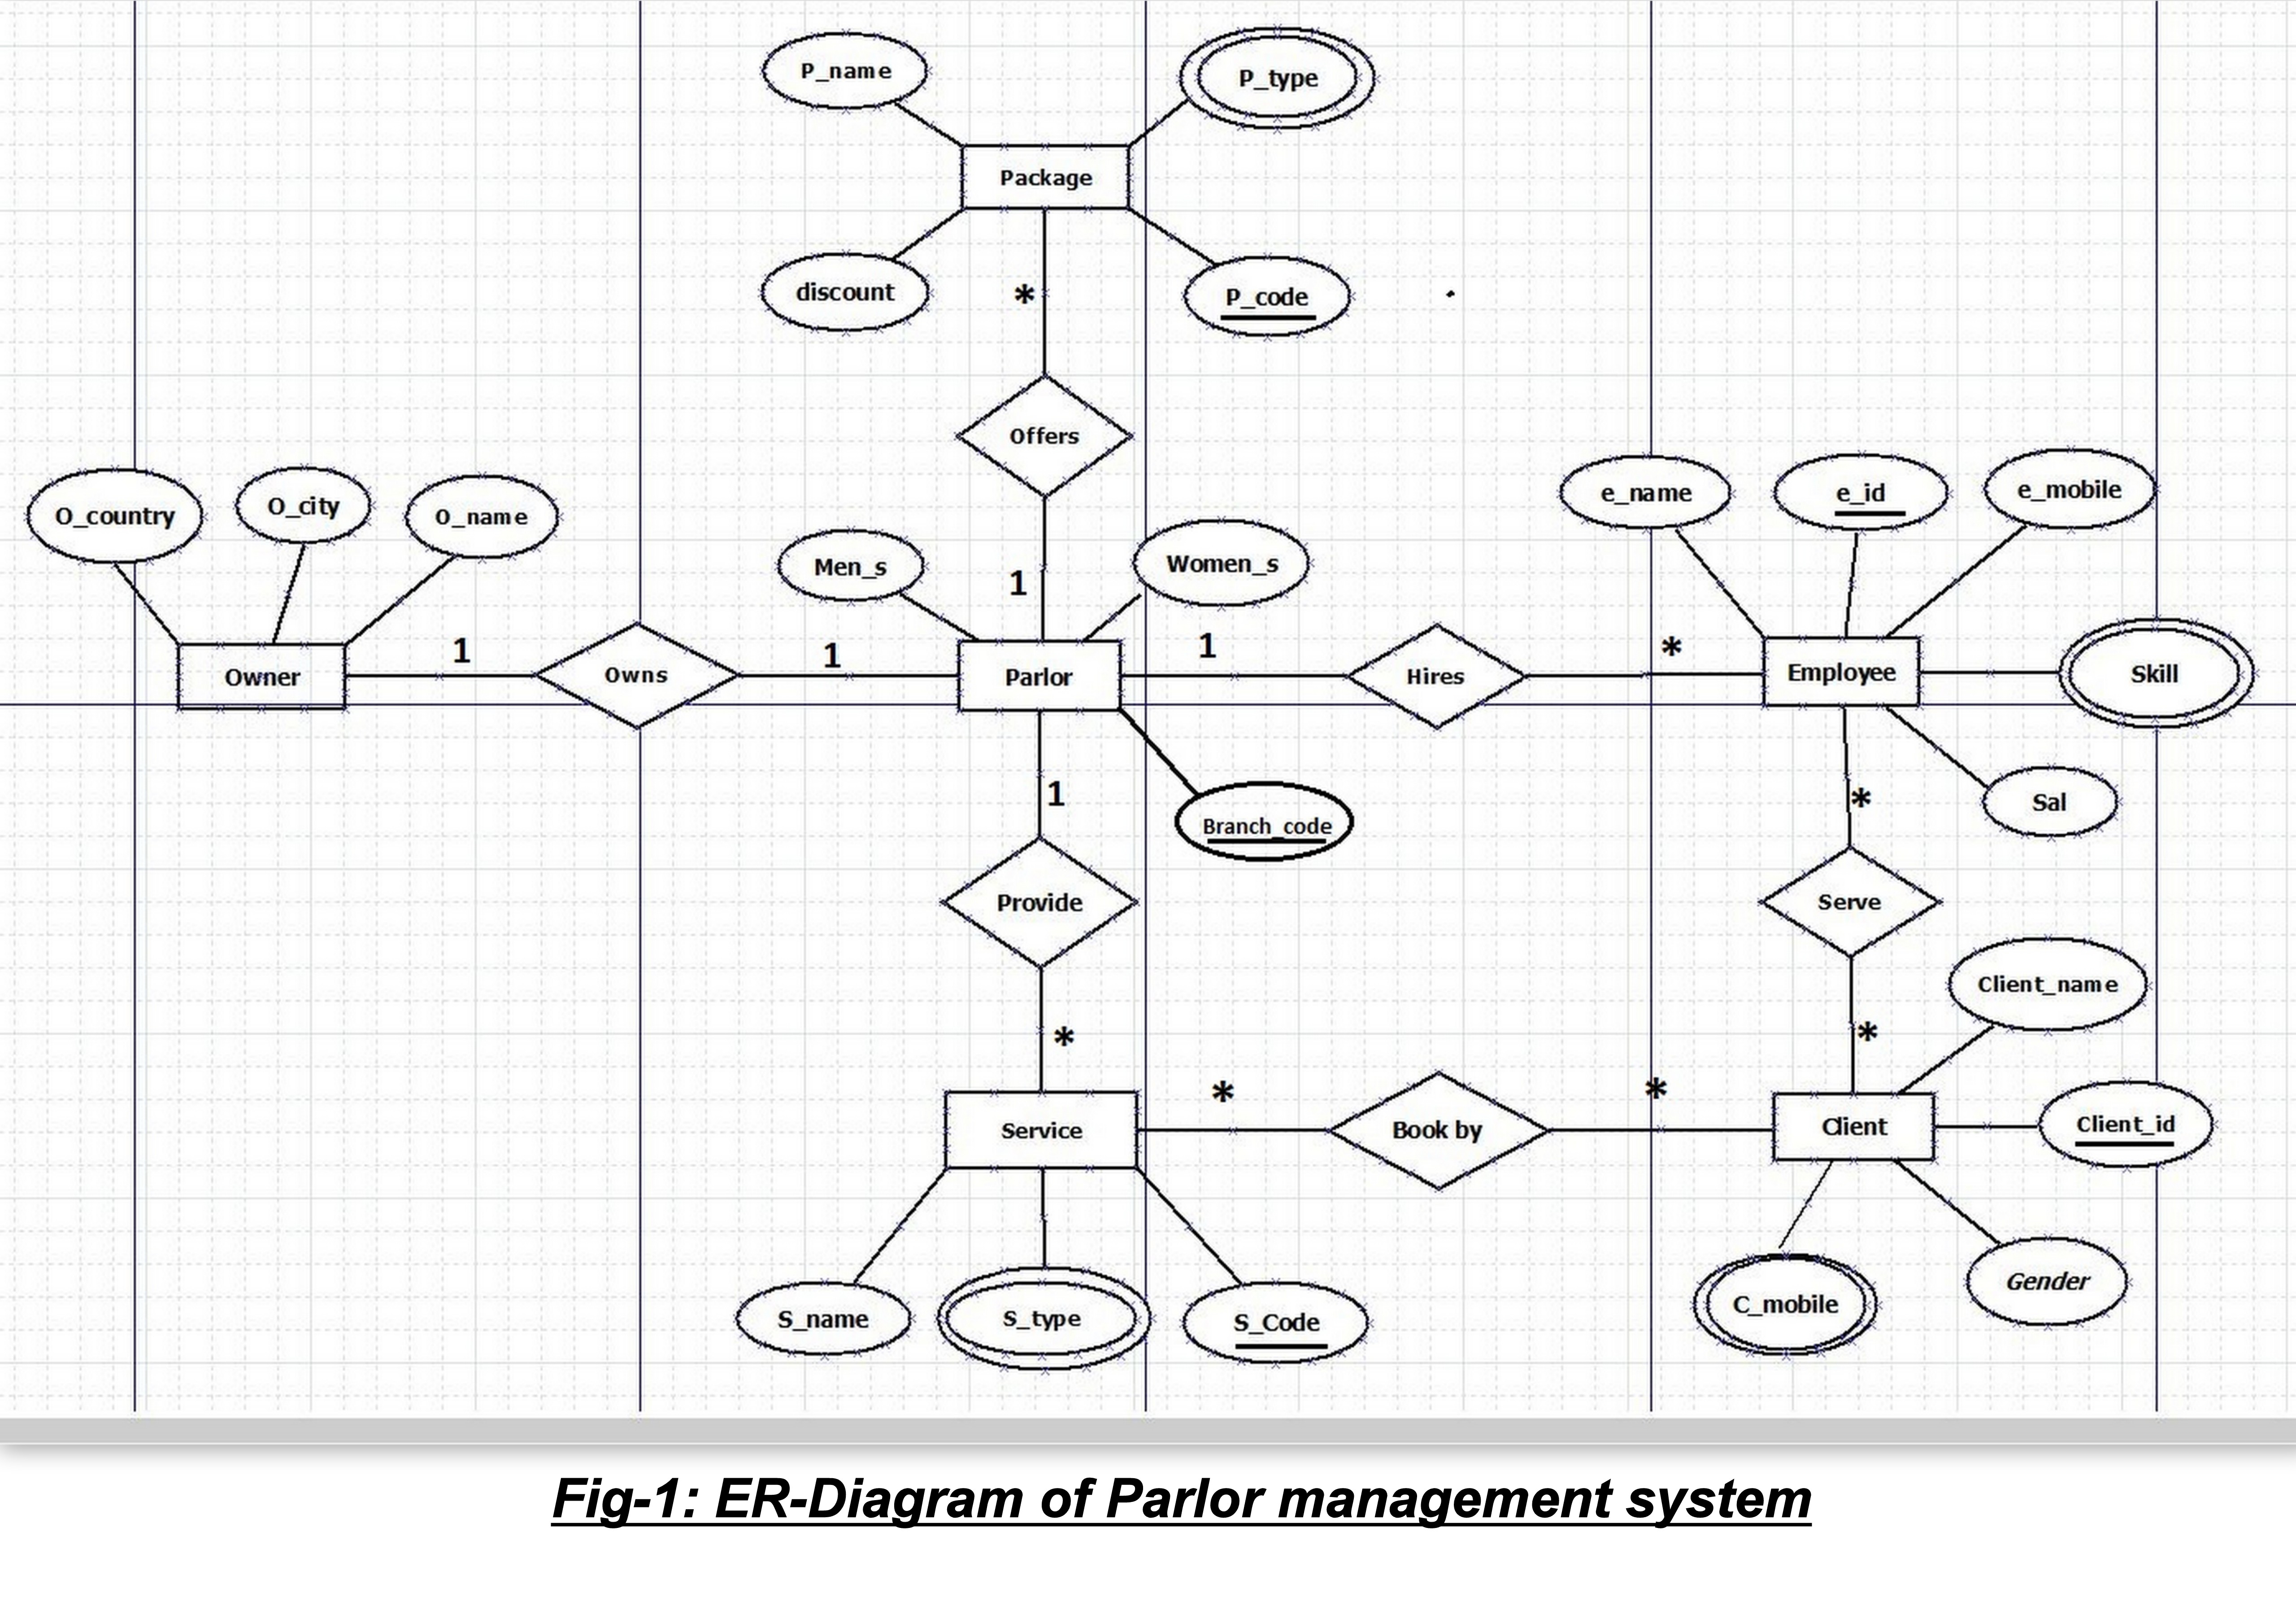 P_name
P_type
Package
discount
*
P_code
Offers
O_country
O_city
O_name
e_name
e_id
e_mobile
Men_s
1
Women_s
Owner
1
Owns
1
Parlor
1
Hires
*
Employee
Skill
1
Branch_code
*
Sal
Provide
Serve
Client_name
*
*
Service
*
Book by
*
Client
Client_id
S_name
S_type
S_Code
C_mobile
Gender
Fig-1: ER-Diagram of Parlor management system